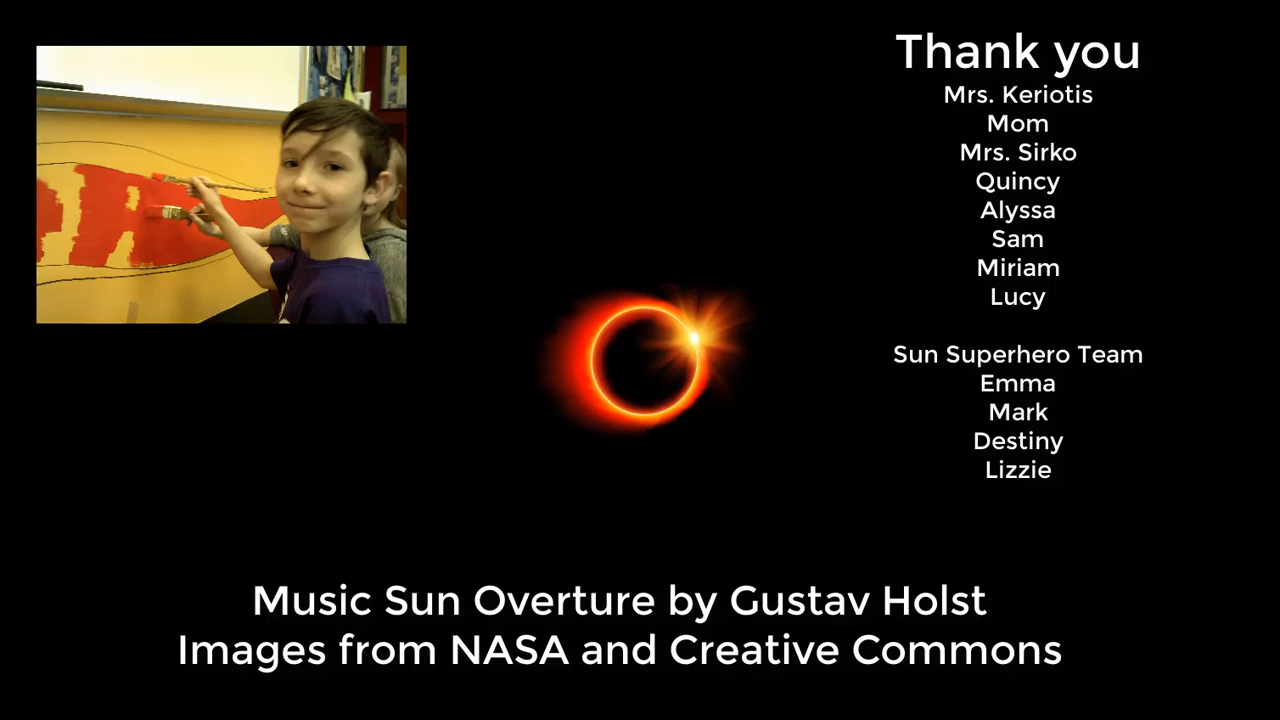 Thank you
Mrs. Keriotis
Mom
Mrs. Sirko
Quincy
Alyssa
Sam
Miriam
Lucy
Sun Superhero Team
Emma
Mark
Destiny
Lizzie
Music Sun Overture by Gustav Holst
Images from NASA and Creative Commons